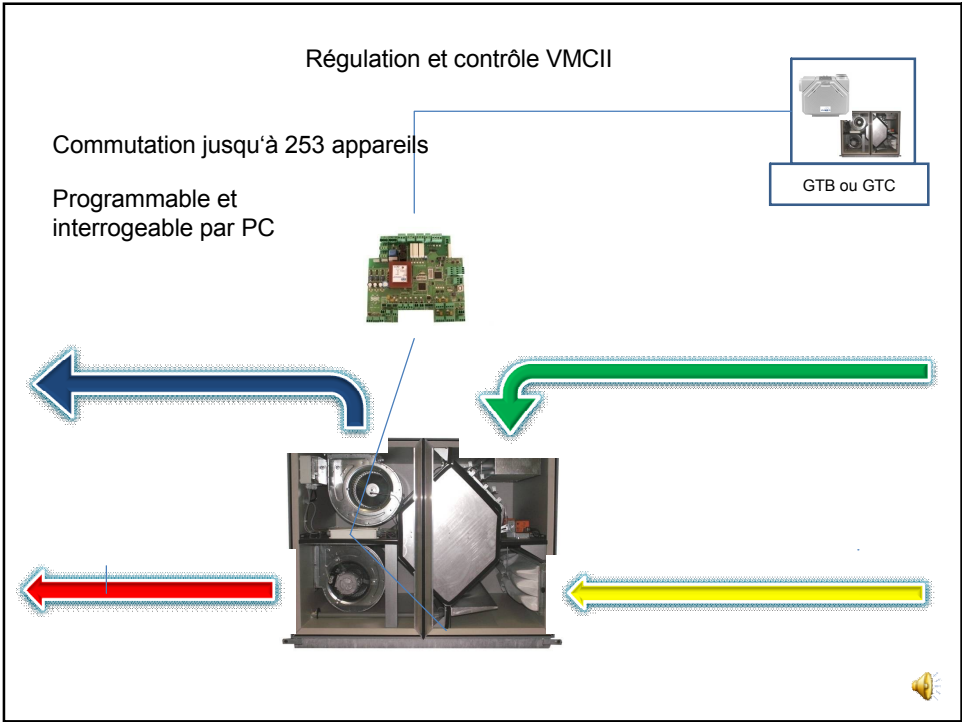 Régulation et contrôle VMCII
Commutation jusqu‘à 253 appareils
Programmable et
interrogeable par PC
GTB ou GTC